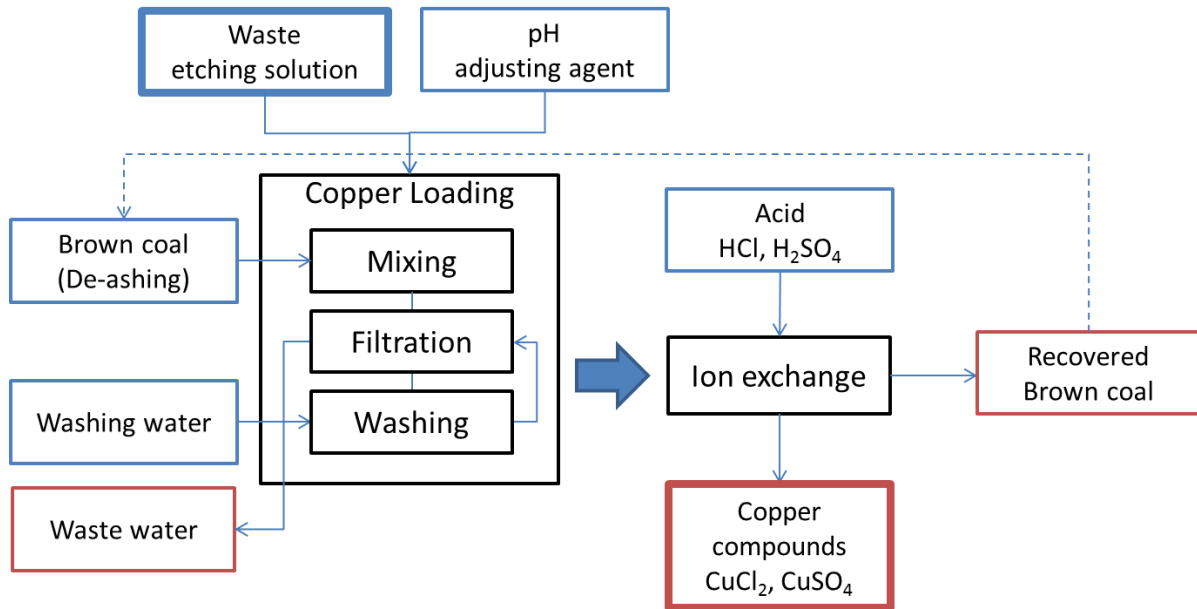 Waste
etching solution
pH
adjusting agent
Copper Loading
Brown coal
(De-ashing)
Mixing
Filtration
Washing
Washing water
Waste water
Acid
HCl, H₂SO₄
Ion exchange
Recovered
Brown coal
Copper
compounds
CuCl₂, CuSO₄